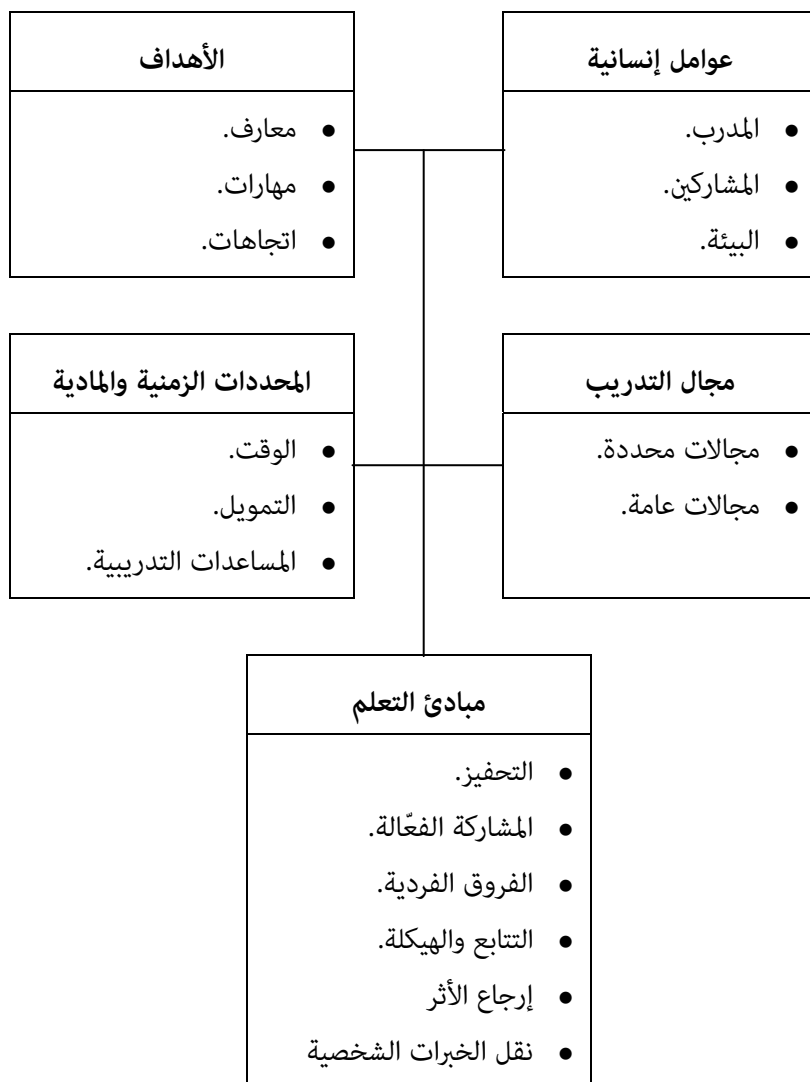 عوامل إنسانية
● المدرب.
● المشاركين.
● البيئة.
الأهداف
● معارف.
● مهارات.
● اتجاهات.
مجال التدريب
● مجالات محددة.
● مجالات عامة.
المحددات الزمنية والمادية
● الوقت.
● التمويل.
● المساعدات التدريبية.
مبادئ التعلم
● التحفيز.
● المشاركة الفعّالة.
● الفروق الفردية.
● التتابع والهيكلة.
● إرجاع الأثر
● نقل الخبرات الشخصية